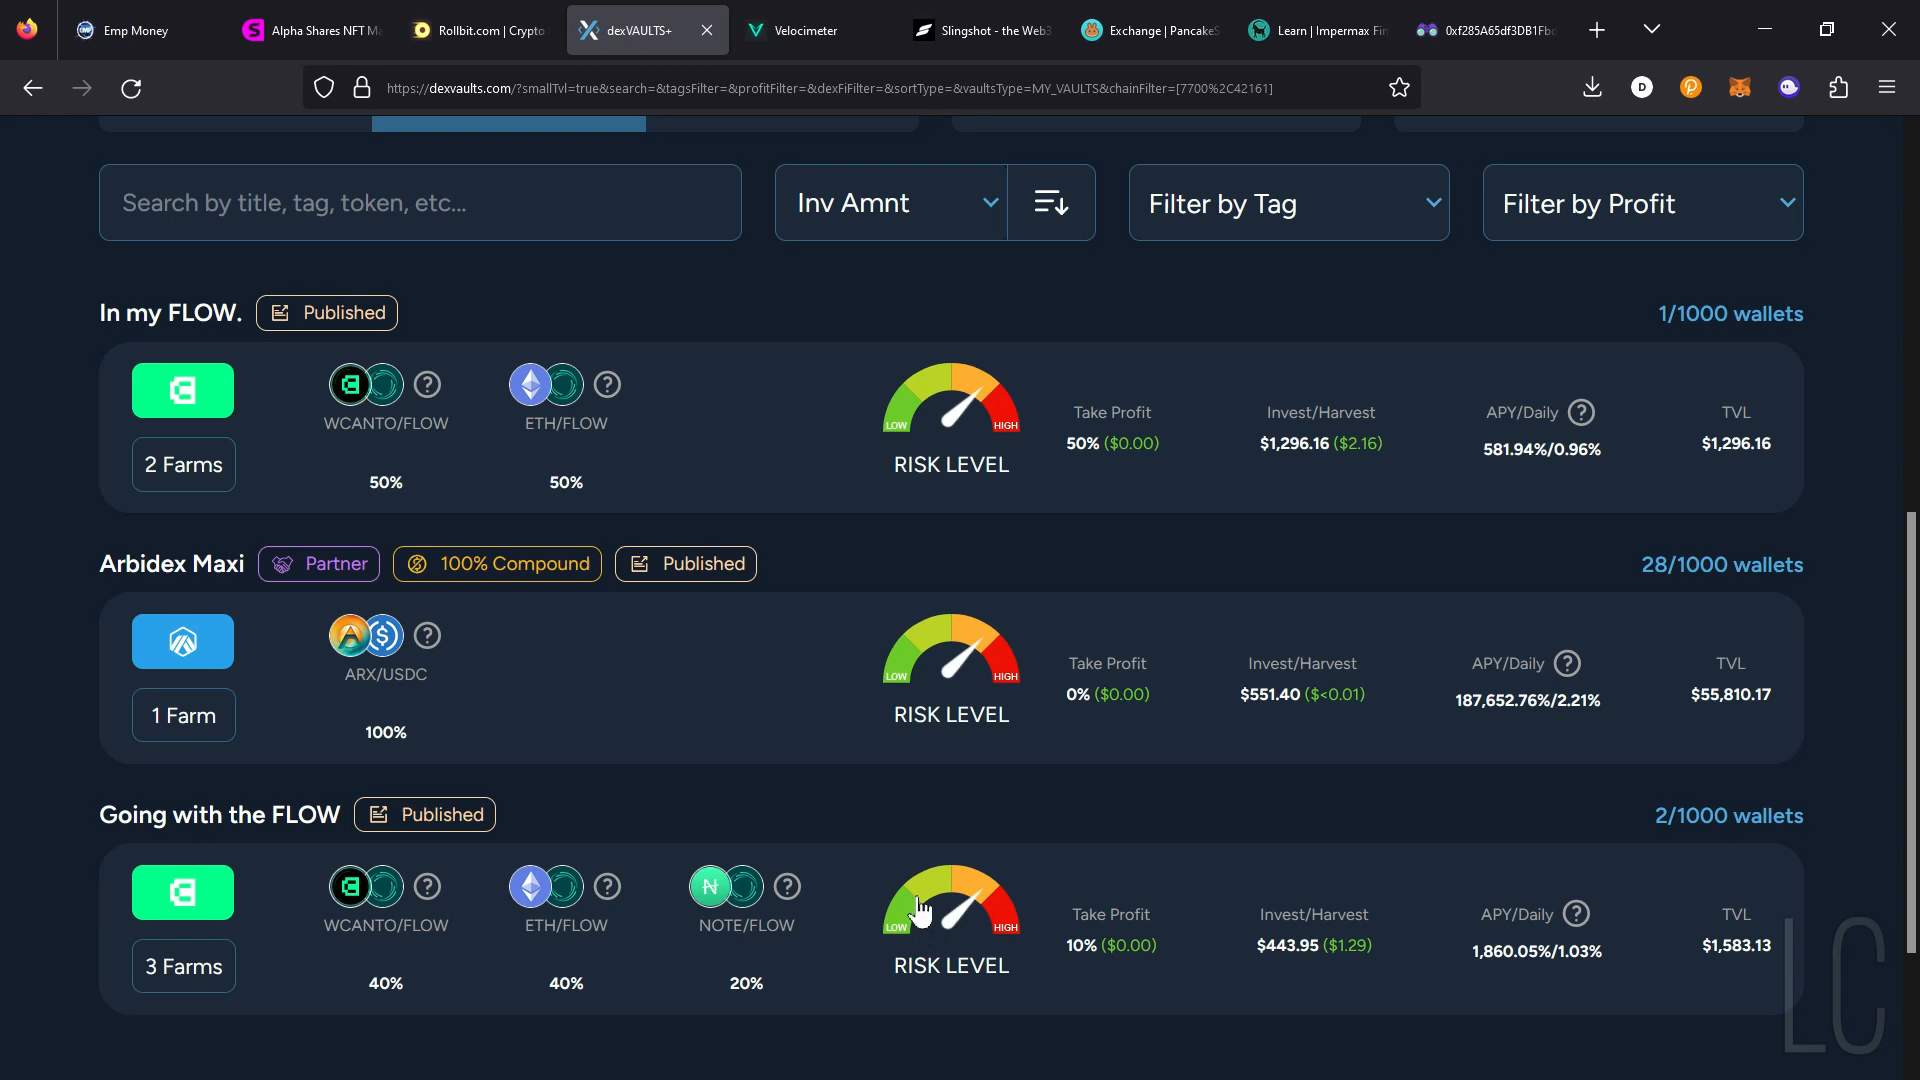 Emp Money
Alpha Shares NFT Ma
Rollbit.com | Crypto
dexVAULTS+
Velocimeter
Slingshot - the Web3
Exchange | PancakeS
Learn | Impermax Fin
0xf285A65df3DB1Fbc
https://dexvaults.com/?smallTvl=true&search=&tagsFilter=&profitFilter=&dexFiFilter=&sortType=&vaultsType=MY_VAULTS&chainFilter=[7700%2C42161]
Search by title, tag, token, etc...
Inv Amnt
Filter by Tag
Filter by Profit
In my FLOW.
Published
1/1000 wallets
2 Farms
WCANTO/FLOW
50%
ETH/FLOW
50%
LOW
HIGH
RISK LEVEL
Take Profit
50% ($0.00)
Invest/Harvest
$1,296.16 ($2.16)
APY/Daily
581.94%/0.96%
TVL
$1,296.16
Arbidex Maxi
Partner
100% Compound
Published
28/1000 wallets
1 Farm
ARX/USDC
100%
LOW
HIGH
RISK LEVEL
Take Profit
0% ($0.00)
Invest/Harvest
$551.40 ($<0.01)
APY/Daily
187,652.76%/2.21%
TVL
$55,810.17
Going with the FLOW
Published
2/1000 wallets
3 Farms
WCANTO/FLOW
40%
ETH/FLOW
40%
NOTE/FLOW
20%
LOW
HIGH
RISK LEVEL
Take Profit
10% ($0.00)
Invest/Harvest
$443.95 ($1.29)
APY/Daily
1,860.05%/1.03%
TVL
$1,583.13
LC